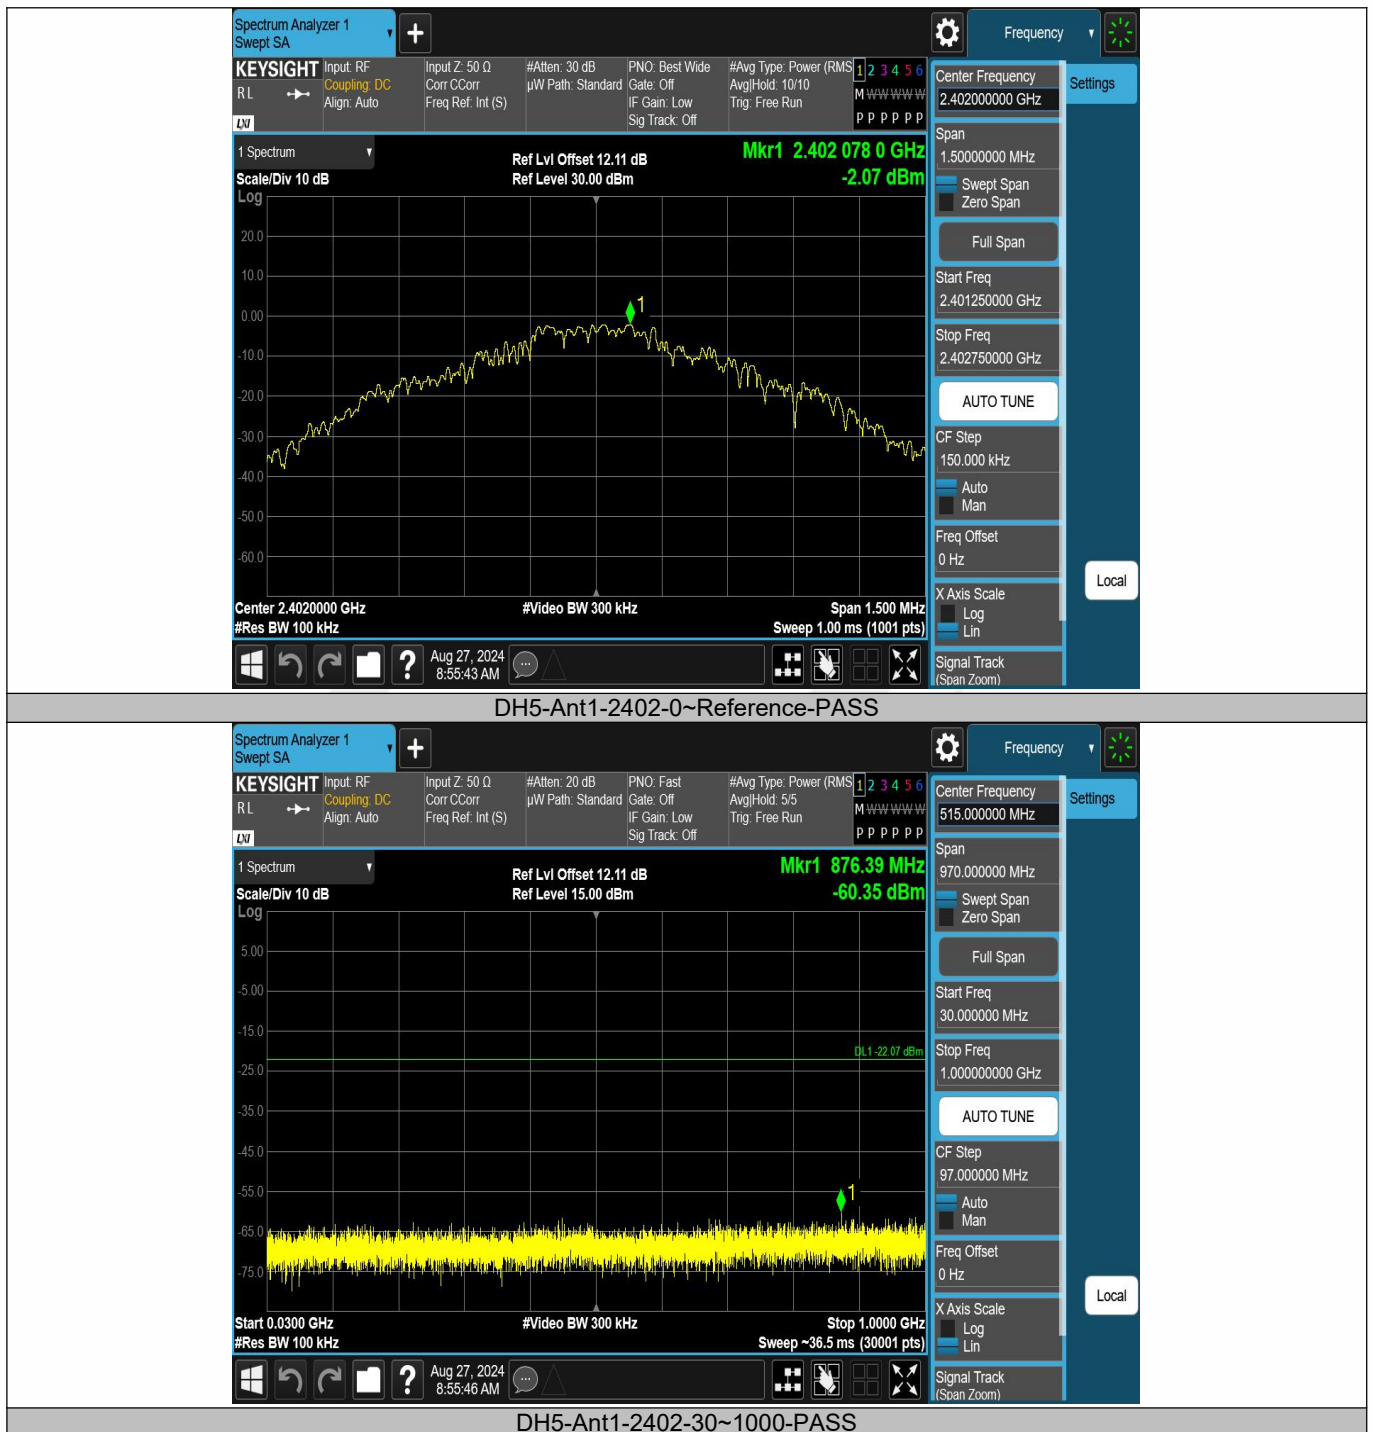 Spectrum Analyzer 1
Swept SA
+
Frequency
KEYSIGHT
R L
LXI
Input: RF
Coupling: DC
Align: Auto
Input Z: 50 Ω
Corr CCorr
Freq Ref: Int (S)
#Atten: 30 dB
µW Path: Standard
PNO: Best Wide
Gate: Off
IF Gain: Low
Sig Track: Off
#Avg Type: Power (RMS
Avg|Hold: 10/10
Trig: Free Run
1 2 3 4 5 6
M W W W W W
P P P P P P
1 Spectrum
Scale/Div 10 dB
Log
Ref Lvl Offset 12.11 dB
Ref Level 30.00 dBm
Mkr1 2.402 078 0 GHz
-2.07 dBm
20.0
10.0
0.00
-10.0
-20.0
-30.0
-40.0
-50.0
-60.0
1
Center 2.4020000 GHz
#Res BW 100 kHz
#Video BW 300 kHz
Span 1.500 MHz
Sweep 1.00 ms (1001 pts)
Aug 27, 2024
8:55:43 AM
Center Frequency
2.402000000 GHz
Settings
Span
1.50000000 MHz
Swept Span
Zero Span
Full Span
Start Freq
2.401250000 GHz
Stop Freq
2.402750000 GHz
AUTO TUNE
CF Step
150.000 kHz
Auto
Man
Freq Offset
0 Hz
X Axis Scale
Log
Lin
Local
Signal Track
(Span Zoom)
DH5-Ant1-2402-0~Reference-PASS
Spectrum Analyzer 1
Swept SA
+
Frequency
KEYSIGHT
R L
LXI
Input: RF
Coupling: DC
Align: Auto
Input Z: 50 Ω
Corr CCorr
Freq Ref: Int (S)
#Atten: 20 dB
µW Path: Standard
PNO: Fast
Gate: Off
IF Gain: Low
Sig Track: Off
#Avg Type: Power (RMS
Avg|Hold: 5/5
Trig: Free Run
1 2 3 4 5 6
M W W W W W
P P P P P P
1 Spectrum
Scale/Div 10 dB
Log
Ref Lvl Offset 12.11 dB
Ref Level 15.00 dBm
Mkr1 876.39 MHz
-60.35 dBm
5.00
-5.00
-15.0
-25.0
-35.0
-45.0
-55.0
-65.0
-75.0
DL1 -22.07 dBm
1
Start 0.0300 GHz
#Res BW 100 kHz
#Video BW 300 kHz
Stop 1.0000 GHz
Sweep ~36.5 ms (30001 pts)
Aug 27, 2024
8:55:46 AM
Center Frequency
515.000000 MHz
Settings
Span
970.000000 MHz
Swept Span
Zero Span
Full Span
Start Freq
30.000000 MHz
Stop Freq
1.000000000 GHz
AUTO TUNE
CF Step
97.000000 MHz
Auto
Man
Freq Offset
0 Hz
X Axis Scale
Log
Lin
Local
Signal Track
(Span Zoom)
DH5-Ant1-2402-30~1000-PASS